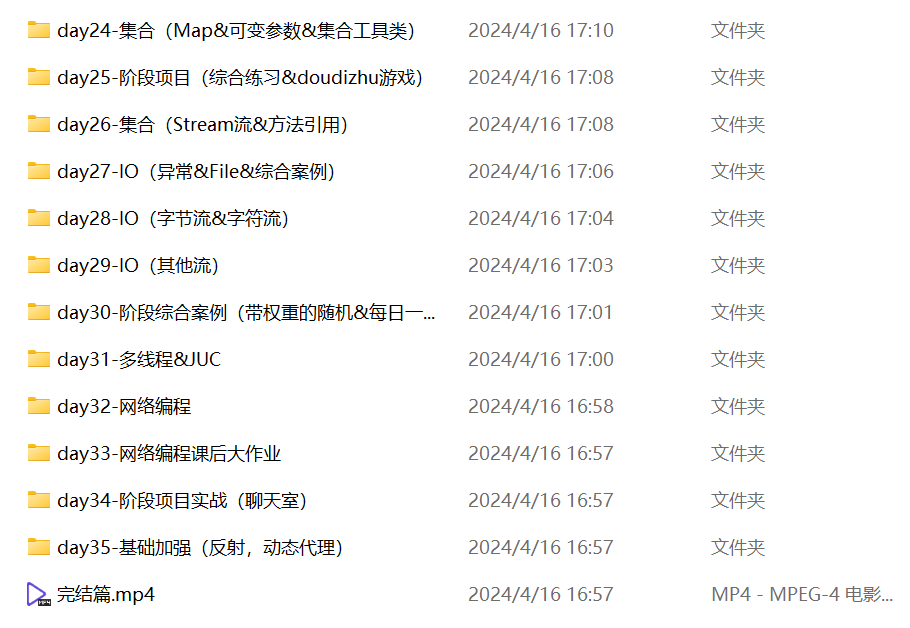 day24-集合（Map&可变参数&集合工具类） 2024/4/16 17:10 文件夹
day25-阶段项目（综合练习&doudizhu游戏） 2024/4/16 17:08 文件夹
day26-集合（Stream流&方法引用） 2024/4/16 17:08 文件夹
day27-IO（异常&File&综合案例） 2024/4/16 17:06 文件夹
day28-IO（字节流&字符流） 2024/4/16 17:04 文件夹
day29-IO（其他流） 2024/4/16 17:03 文件夹
day30-阶段综合案例（带权重的随机&每日一... 2024/4/16 17:01 文件夹
day31-多线程&JUC 2024/4/16 17:00 文件夹
day32-网络编程 2024/4/16 16:58 文件夹
day33-网络编程课后大作业 2024/4/16 16:57 文件夹
day34-阶段项目实战（聊天室） 2024/4/16 16:57 文件夹
day35-基础加强（反射，动态代理） 2024/4/16 16:57 文件夹
完结篇.mp4 2024/4/16 16:57 MP4 - MPEG-4 电影...